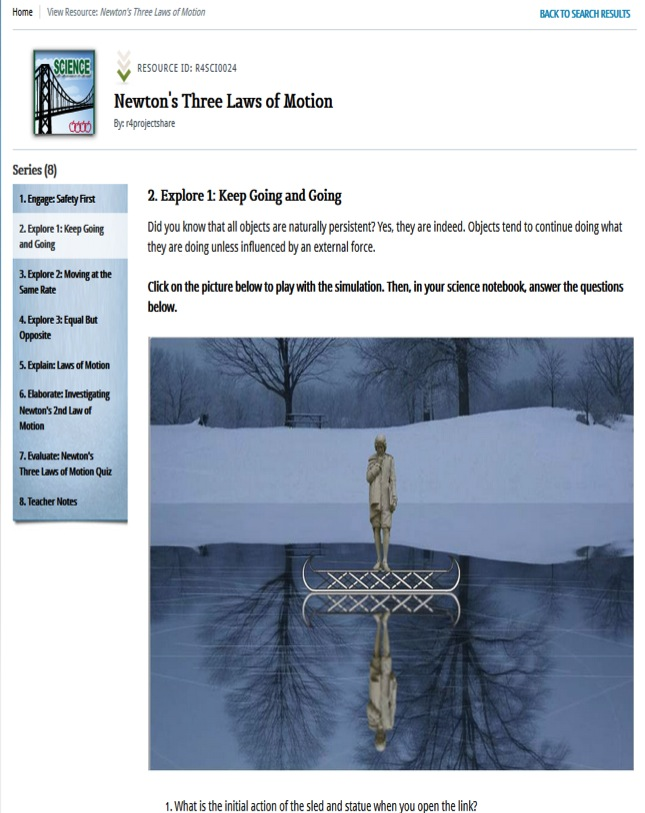 Home View Resource: Newton's Three Laws of Motion BACK TO SEARCH RESULTS
SCIENCE
RESOURCE ID: R4SCI0024
Newton's Three Laws of Motion
By: r4projectshare
Series (8)
1. Engage: Safety First
2. Explore 1: Keep Going
and Going
3. Explore 2: Moving at the
Same Rate
4. Explore 3: Equal But
Opposite
5. Explain: Laws of Motion
6. Elaborate: Investigating
Newton's 2nd Law of
Motion
7. Evaluate: Newton's
Three Laws of Motion Quiz
8. Teacher Notes
2. Explore 1: Keep Going and Going
Did you know that all objects are naturally persistent? Yes, they are indeed. Objects tend to continue doing what
they are doing unless influenced by an external force.
Click on the picture below to play with the simulation. Then, in your science notebook, answer the questions
below.
1. What is the initial action of the sled and statue when you open the link?